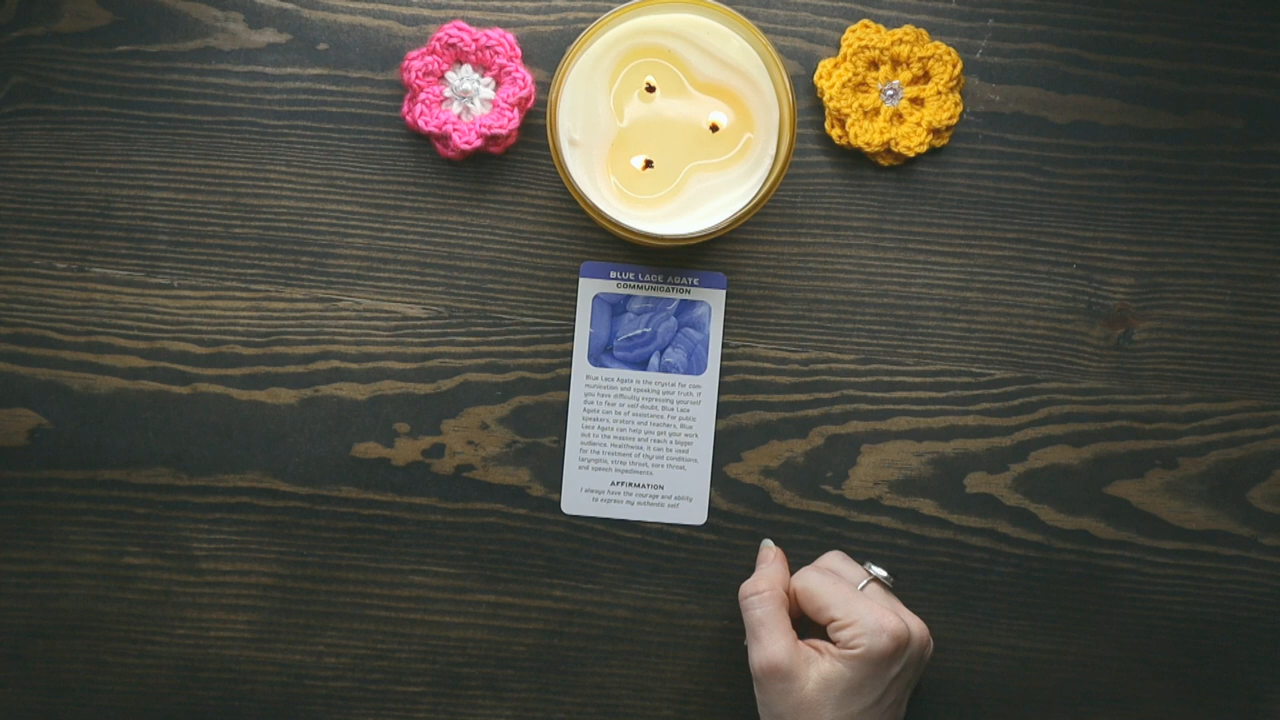 BLUE LACE AGATE
COMMUNICATION
Blue Lace Agate is the crystal for com-
munication and speaking your truth. If
you have difficulty expressing yourself
due to fear or self-doubt, Blue Lace
Agate can be of assistance. For public
speakers, orators and teachers, Blue
Lace Agate can help you get your work
out to the masses and reach a bigger
audience. Healthwise, it can be used
for the treatment of thyroid conditions,
laryngitis, strep throat, sore throat,
and speech impediments.
AFFIRMATION
I always have the courage and ability
to express my authentic self